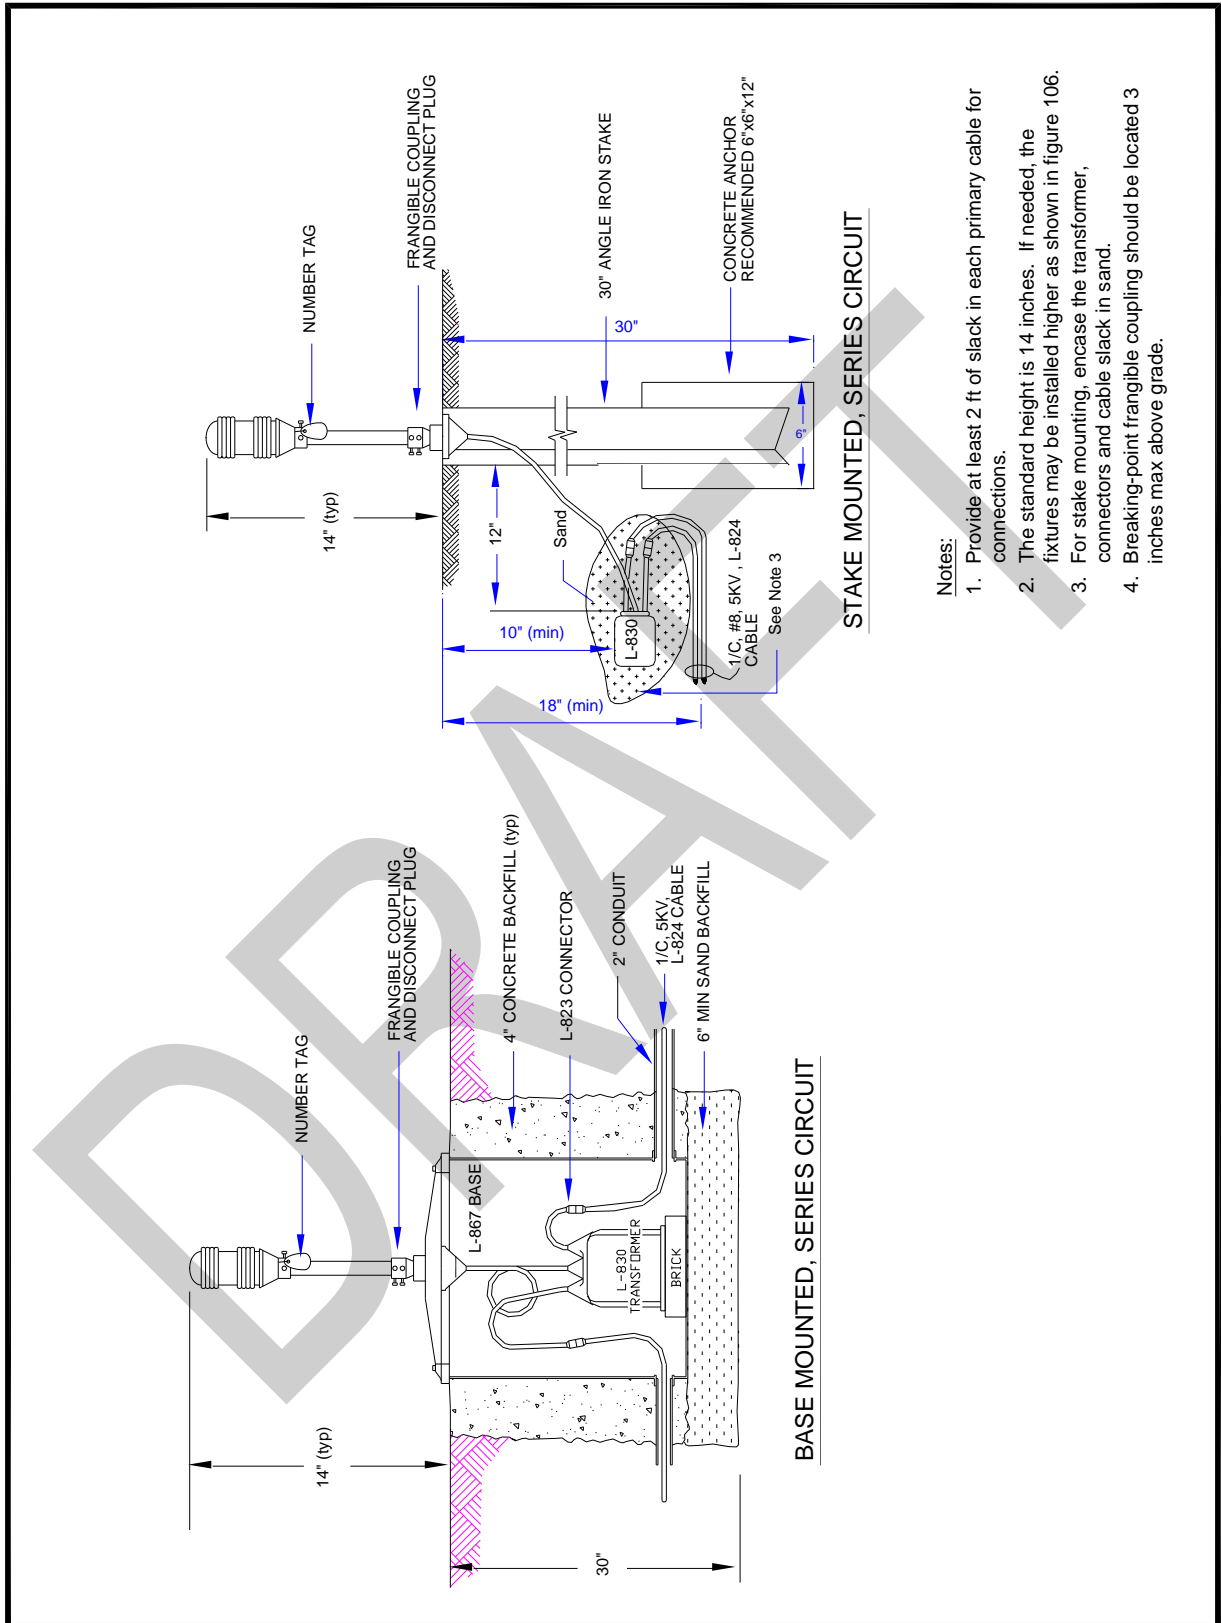 14" (typ)
30"
NUMBER TAG
FRANGIBLE COUPLING
AND DISCONNECT PLUG
L-867 BASE
4" CONCRETE BACKFILL (typ)
L-823 CONNECTOR
L-830
TRANSFORMER
BRICK
2" CONDUIT
1/C, 5KV,
L-824 CABLE
6" MIN SAND BACKFILL
BASE MOUNTED, SERIES CIRCUIT
14" (typ)
NUMBER TAG
FRANGIBLE COUPLING
AND DISCONNECT PLUG
12"
10" (min)
18" (min)
Sand
L-830
30"
30" ANGLE IRON STAKE
6"
CONCRETE ANCHOR
RECOMMENDED 6"x6"x12"
1/C, #8, 5KV , L-824
CABLE
See Note 3
STAKE MOUNTED, SERIES CIRCUIT
Notes:
1. Provide at least 2 ft of slack in each primary cable for
connections.
2. The standard height is 14 inches. If needed, the
fixtures may be installed higher as shown in figure 106.
3. For stake mounting, encase the transformer,
connectors and cable slack in sand.
4. Breaking-point frangible coupling should be located 3
inches max above grade.
DRAFT